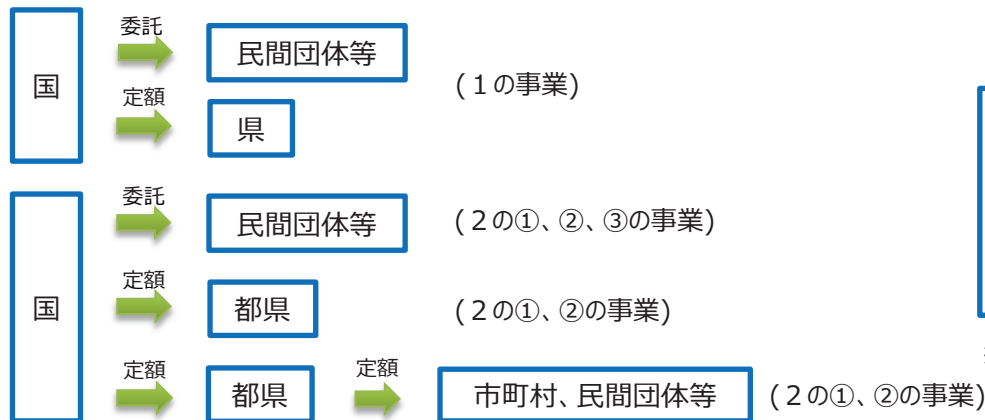 委託
民間団体等
国
(１の事業)
定額
県
委託
民間団体等
(２の①、②、③の事業)
定額
国
都県
(２の①、②の事業)
定額
都県
定額
市町村、民間団体等
(２の①、②の事業)